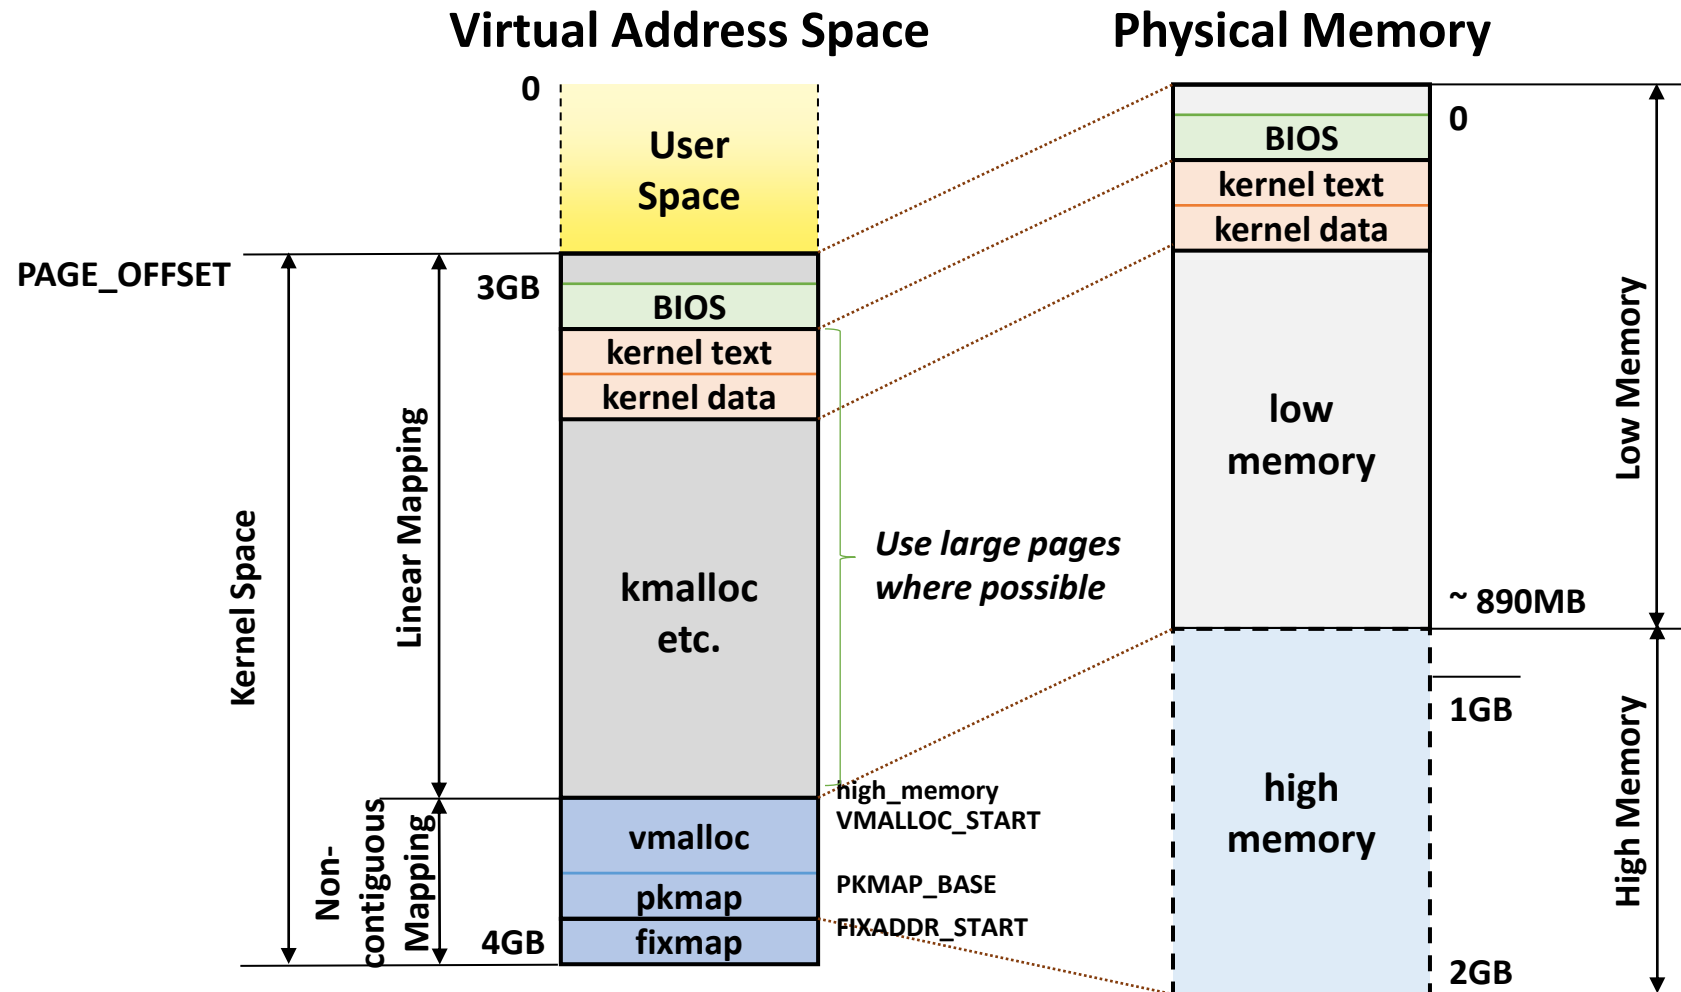 Virtual Address Space
Physical Memory
0
User
Space
PAGE_OFFSET
3GB
BIOS
kernel text
kernel data
kmalloc
etc.
vmalloc
pkmap
fixmap
4GB
Kernel Space
Linear Mapping
Non-
contiguous
Mapping
Use large pages
where possible
high_memory
VMALLOC_START
PKMAP_BASE
FIXADDR_START
0
BIOS
kernel text
kernel data
low
memory
~ 890MB
1GB
high
memory
2GB
Low Memory
High Memory